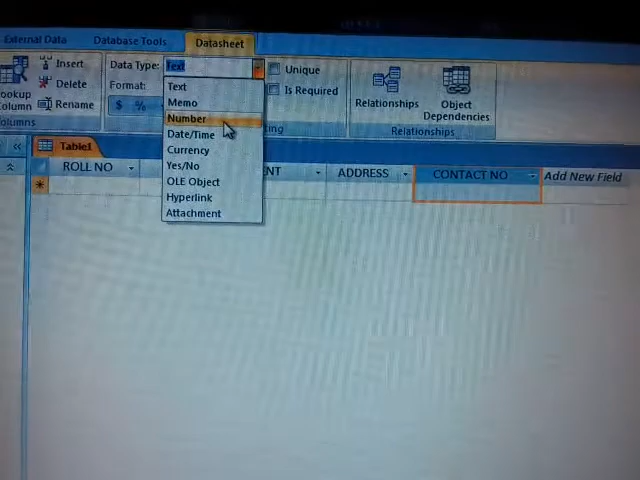 External Data Database Tools Datasheet
Insert Data Type: Text Unique
Delete Format: $ % Is Required
Column Rename Relationships Object Dependencies
Relationships
Text
Memo
Number
Date/Time
Currency
Yes/No
OLE Object
Hyperlink
Attachment
Table1
ROLL NO ADDRESS CONTACT NO Add New Field